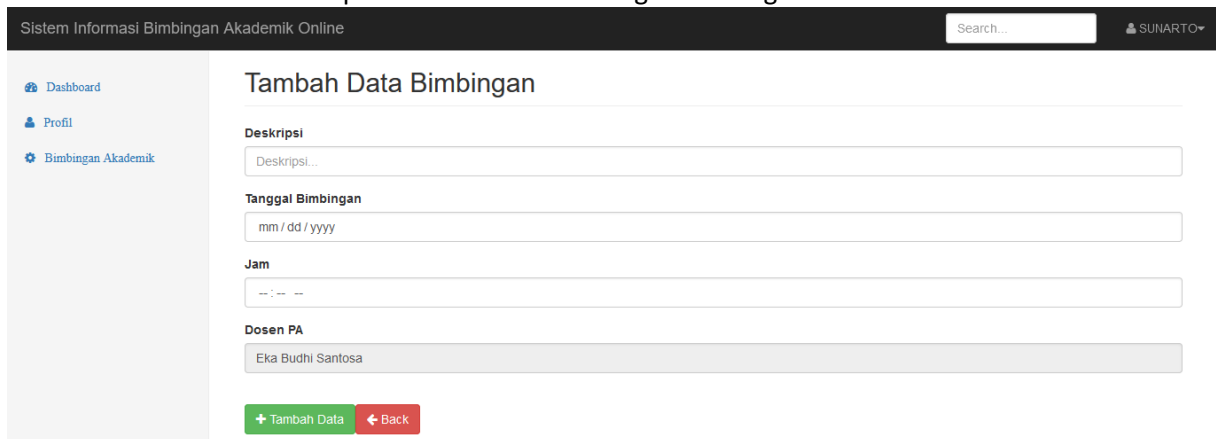 Sistem Informasi Bimbingan Akademik Online
Search...
SUNARTO
Dashboard
Profil
Bimbingan Akademik
Tambah Data Bimbingan
Deskripsi
Deskripsi...
Tanggal Bimbingan
mm / dd / yyyy
Jam
-- : -- --
Dosen PA
Eka Budhi Santosa
Tambah Data
Back